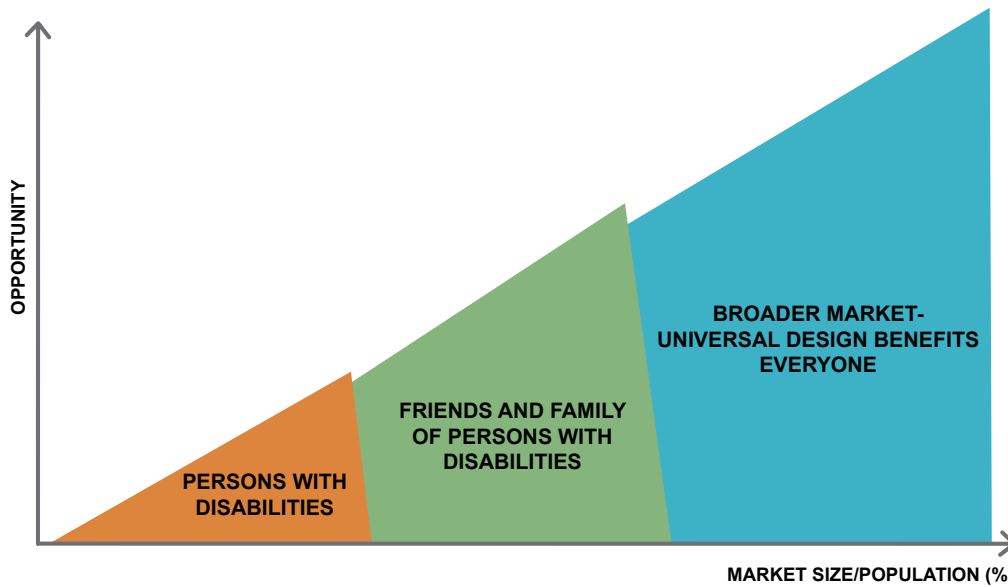 OPPORTUNITY
BROADER MARKET-
UNIVERSAL DESIGN BENEFITS
EVERYONE
FRIENDS AND FAMILY
OF PERSONS WITH
DISABILITIES
PERSONS WITH
DISABILITIES
MARKET SIZE/POPULATION (%